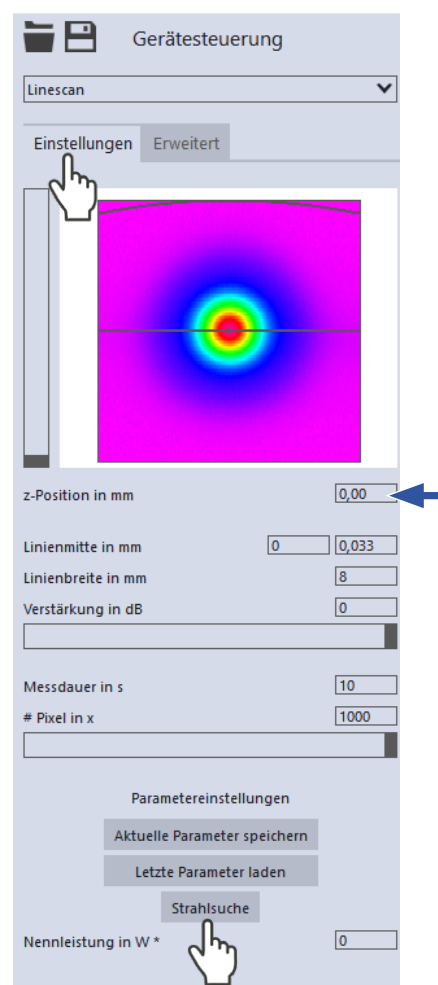 Gerätesteuerung
Linescan
Einstellungen Erweitert
z-Position in mm 0,00
Linienmitte in mm 0 0,033
Linienbreite in mm 8
Verstärkung in dB 0
Messdauer in s 10
# Pixel in x 1000
Parametereinstellungen
Aktuelle Parameter speichern
Letzte Parameter laden
Strahlsuche
Nennleistung in W * 0